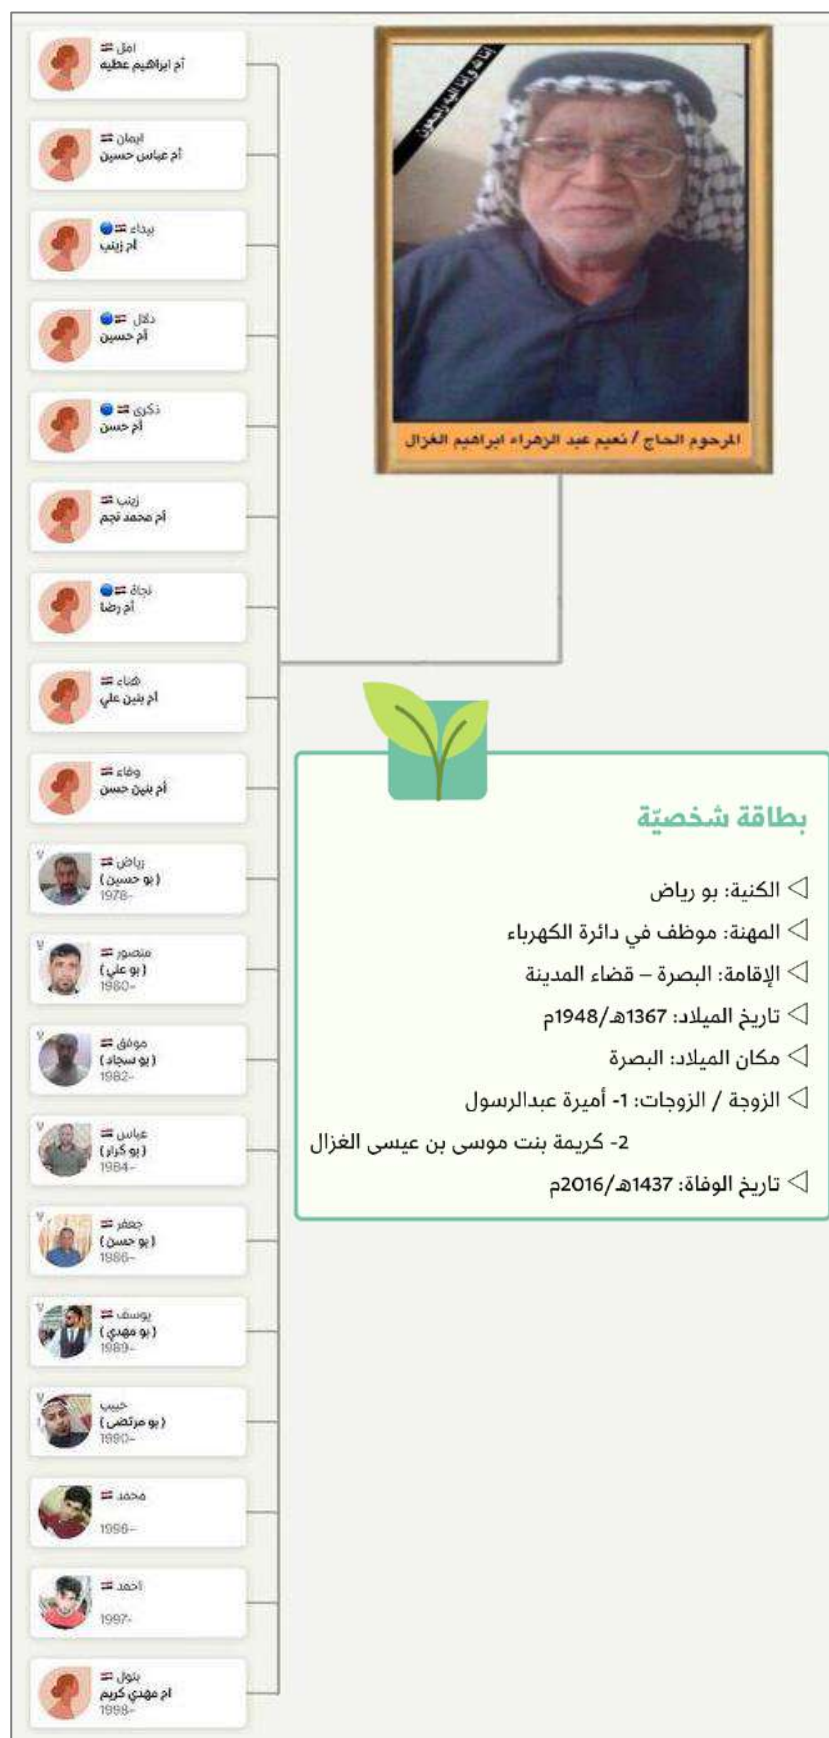 إنا لله وإنا إليه راجعون
المرحوم الحاج / نعيم عبد الزهراء ابراهيم الغزال
امل
أم ابراهيم عطيه
ايمان
أم عباس حسين
بيداء
أم زينب
دلال
أم حسين
ذكرى
أم حسن
زينب
أم محمد نجم
نجاة
أم رضا
هناء
أم بنين علي
وفاء
أم بنين حسن
رياض
(بو حسين)
1978-
منصور
(بو علي)
1980-
موفق
(بو سجاد)
1982-
عباس
(بو كرار)
1984-
جعفر
(بو حسن)
1986-
يوسف
(بو مهدي)
1989-
حبيب
(بو مرتضى)
1990-
محمد
1996-
احمد
1997-
بتول
ام مهدي كريم
1998-
بطاقة شخصيّة
الكنية: بو رياض
المهنة: موظف في دائرة الكهرباء
الإقامة: البصرة – قضاء المدينة
تاريخ الميلاد: 1367هـ/1948م
مكان الميلاد: البصرة
الزوجة / الزوجات: 1- أميرة عبدالرسول
2- كريمة بنت موسى بن عيسى الغزال
تاريخ الوفاة: 1437هـ/2016م